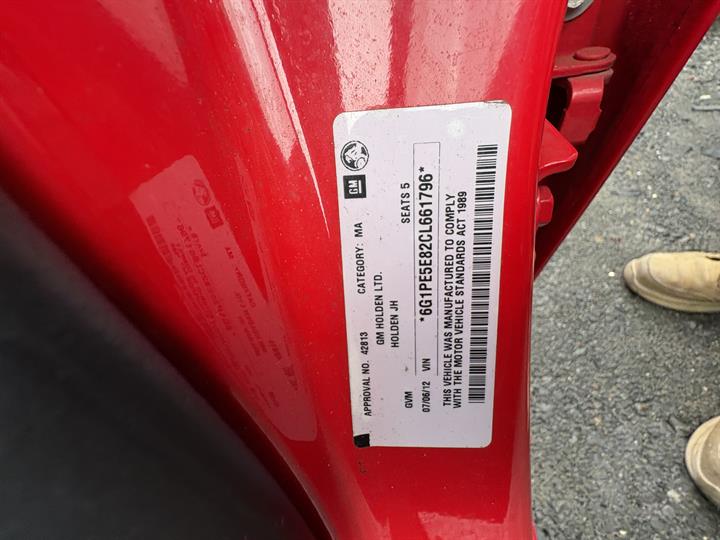 GM
APPROVAL NO. 42813 CATEGORY: MA
GM HOLDEN LTD.
HOLDEN JH SEATS 5
GVM
07/06/12 VIN *6G1PE5E82CL661796*
THIS VEHICLE WAS MANUFACTURED TO COMPLY
WITH THE MOTOR VEHICLE STANDARDS ACT 1989